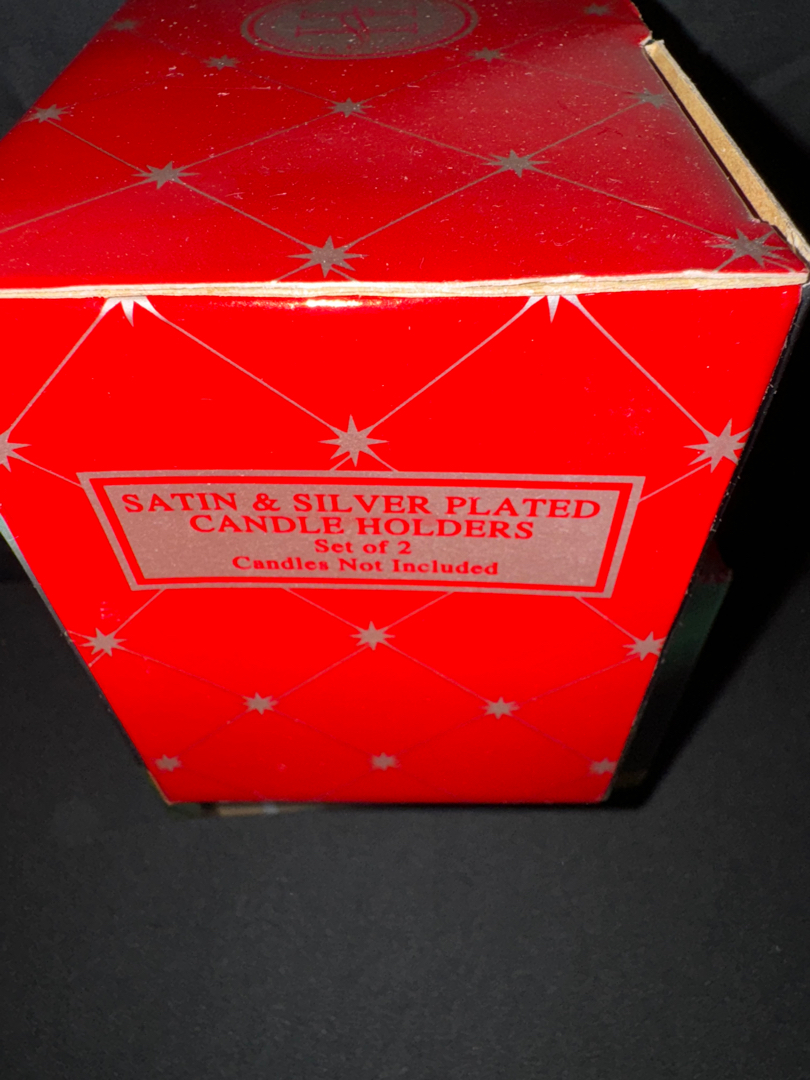 SATIN & SILVER PLATED
CANDLE HOLDERS
Set of 2
Candles Not Included